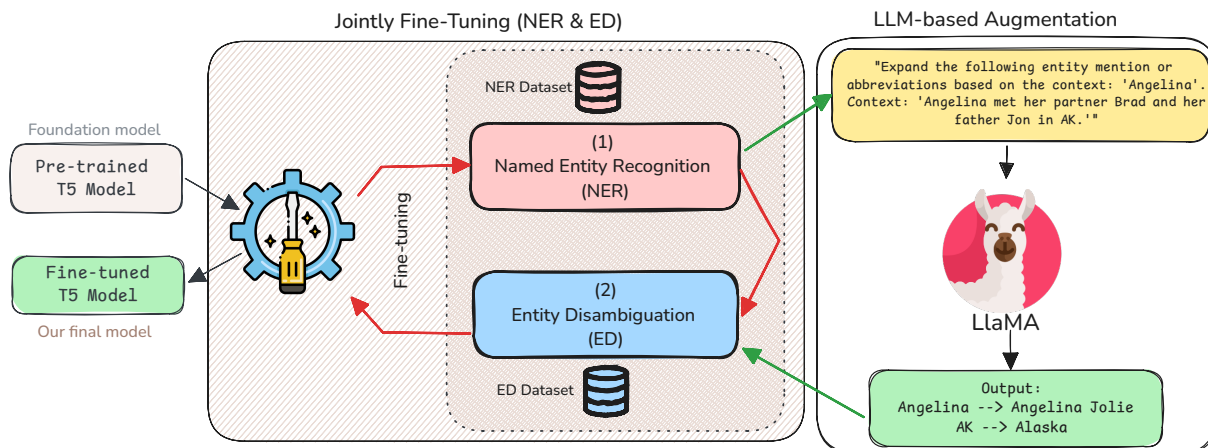 Jointly Fine-Tuning (NER & ED)
LLM-based Augmentation
Foundation model
Pre-trained
T5 Model
Fine-tuned
T5 Model
Our final model
Fine-tuning
NER Dataset
(1)
Named Entity Recognition
(NER)
(2)
Entity Disambiguation
(ED)
ED Dataset
"Expand the following entity mention or
abbreviations based on the context: 'Angelina'.
Context: 'Angelina met her partner Brad and her
father Jon in AK.'"
LlaMA
Output:
Angelina --> Angelina Jolie
AK --> Alaska